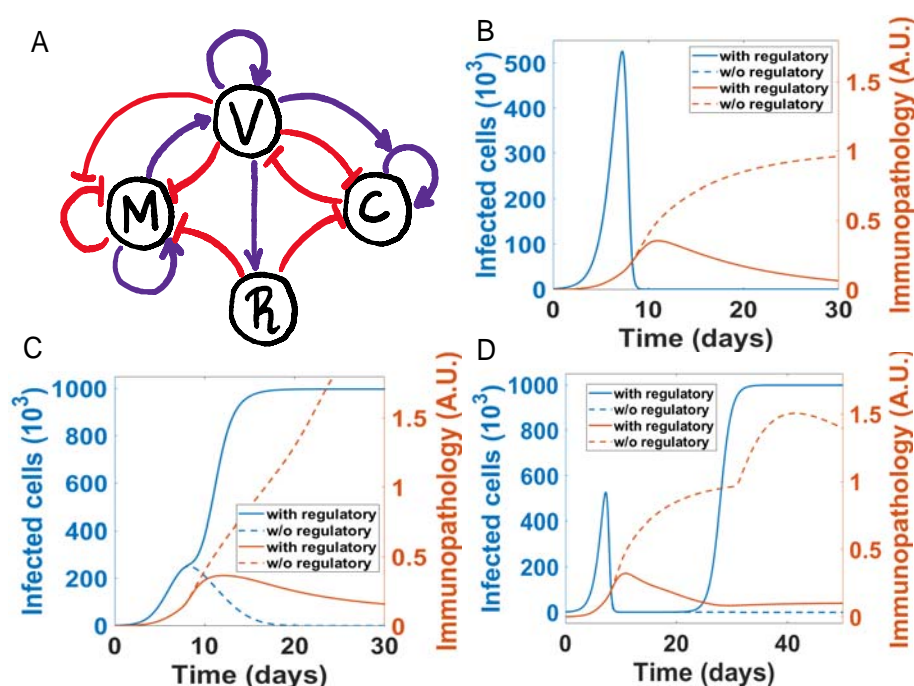 A
V
M
C
R
B
Infected cells (10³)
500
400
300
200
100
0
with regulatory
w/o regulatory
with regulatory
w/o regulatory
1.5
1
0.5
0
Immunopathology (A.U.)
0 10 20 30
Time (days)
C
Infected cells (10³)
1000
800
600
400
200
0
with regulatory
w/o regulatory
with regulatory
w/o regulatory
1.5
1
0.5
0
Immunopathology (A.U.)
0 10 20 30
Time (days)
D
Infected cells (10³)
1000
800
600
400
200
0
with regulatory
w/o regulatory
with regulatory
w/o regulatory
1.5
1
0.5
0
Immunopathology (A.U.)
0 20 40
Time (days)